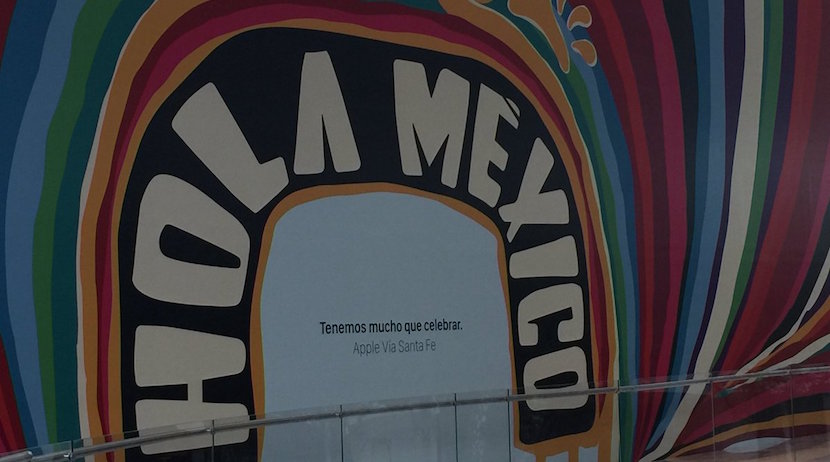 HOLA MÉXICO
Tenemos mucho que celebrar.
Apple Vía Santa Fe